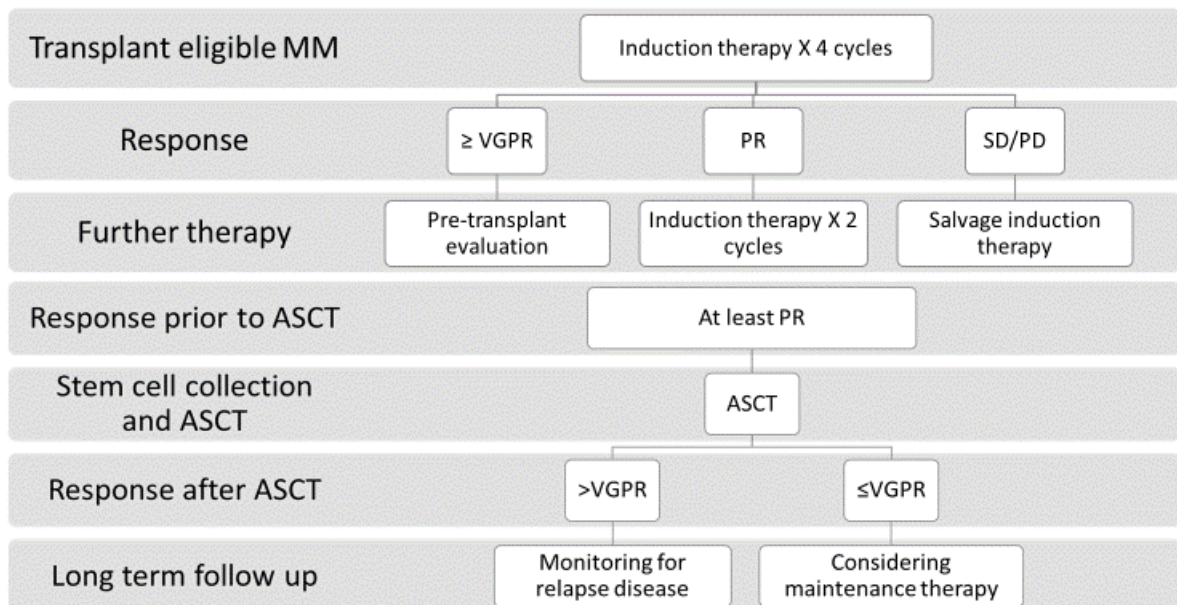 Transplant eligible MM
Induction therapy X 4 cycles
Response
≥ VGPR
PR
SD/PD
Further therapy
Pre-transplant
evaluation
Induction therapy X 2
cycles
Salvage induction
therapy
Response prior to ASCT
At least PR
Stem cell collection
and ASCT
ASCT
Response after ASCT
>VGPR
≤VGPR
Long term follow up
Monitoring for
relapse disease
Considering
maintenance therapy